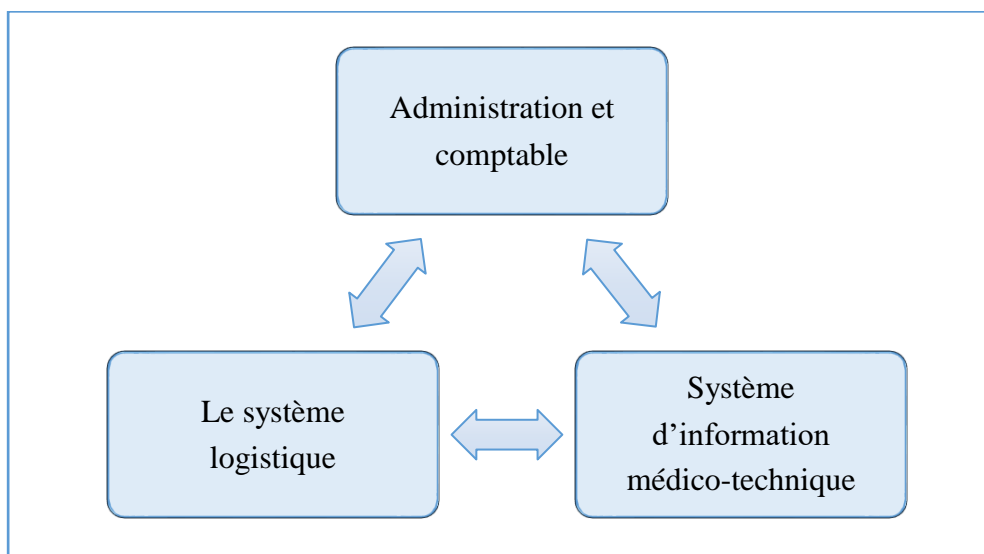 Administration et
comptable
Le système
logistique
Système
d’information
médico-technique